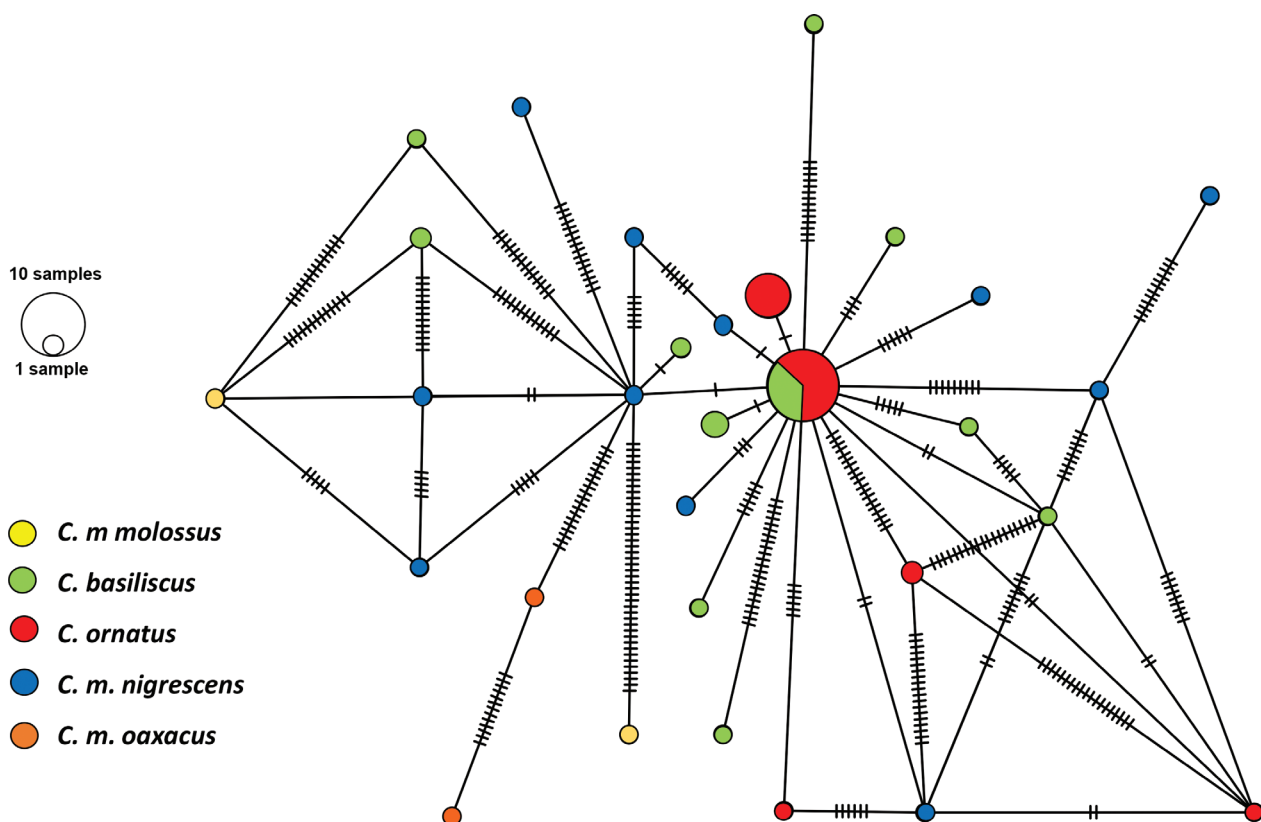 10 samples
1 sample
C. m molossus
C. basiliscus
C. ornatus
C. m. nigrescens
C. m. oaxacus